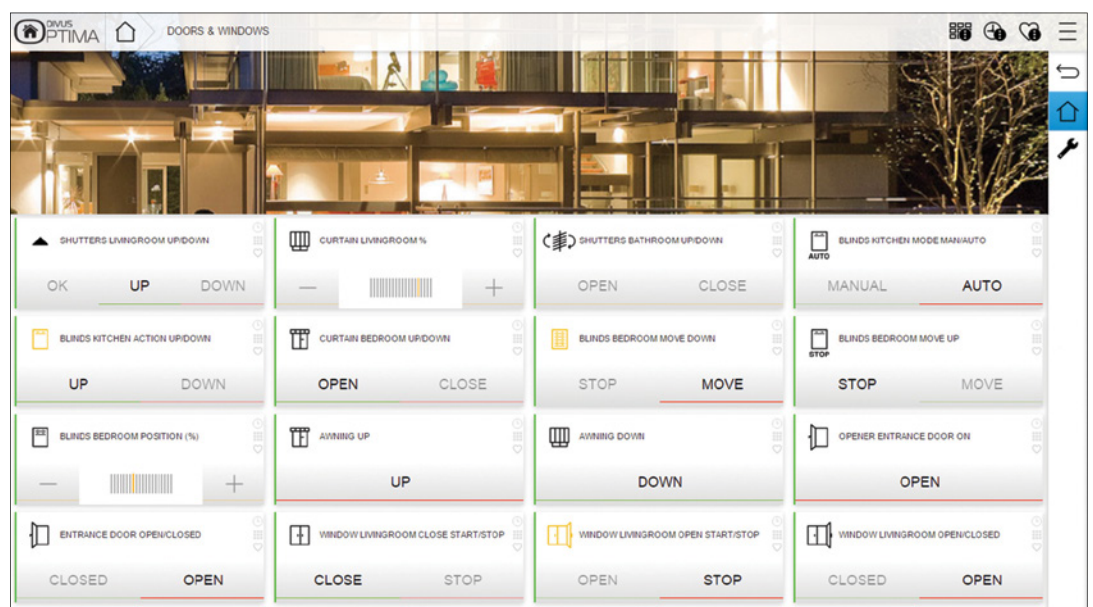 DIVUS
OPTIMA
DOORS & WINDOWS
SHUTTERS LIVINGROOM UP/DOWN
OK UP DOWN
CURTAIN LIVINGROOM %
SHUTTERS BATHROOM UP/DOWN
OPEN CLOSE
AUTO
BLINDS KITCHEN MODE MAN/AUTO
MANUAL AUTO
BLINDS KITCHEN ACTION UP/DOWN
UP DOWN
CURTAIN BEDROOM UP/DOWN
OPEN CLOSE
BLINDS BEDROOM MOVE DOWN
STOP MOVE
STOP
BLINDS BEDROOM MOVE UP
STOP MOVE
BLINDS BEDROOM POSITION (%)
AWNING UP
UP
AWNING DOWN
DOWN
OPENER ENTRANCE DOOR ON
OPEN
ENTRANCE DOOR OPEN/CLOSED
CLOSED OPEN
WINDOW LIVINGROOM CLOSE START/STOP
CLOSE STOP
WINDOW LIVINGROOM OPEN START/STOP
OPEN STOP
WINDOW LIVINGROOM OPEN/CLOSED
CLOSED OPEN